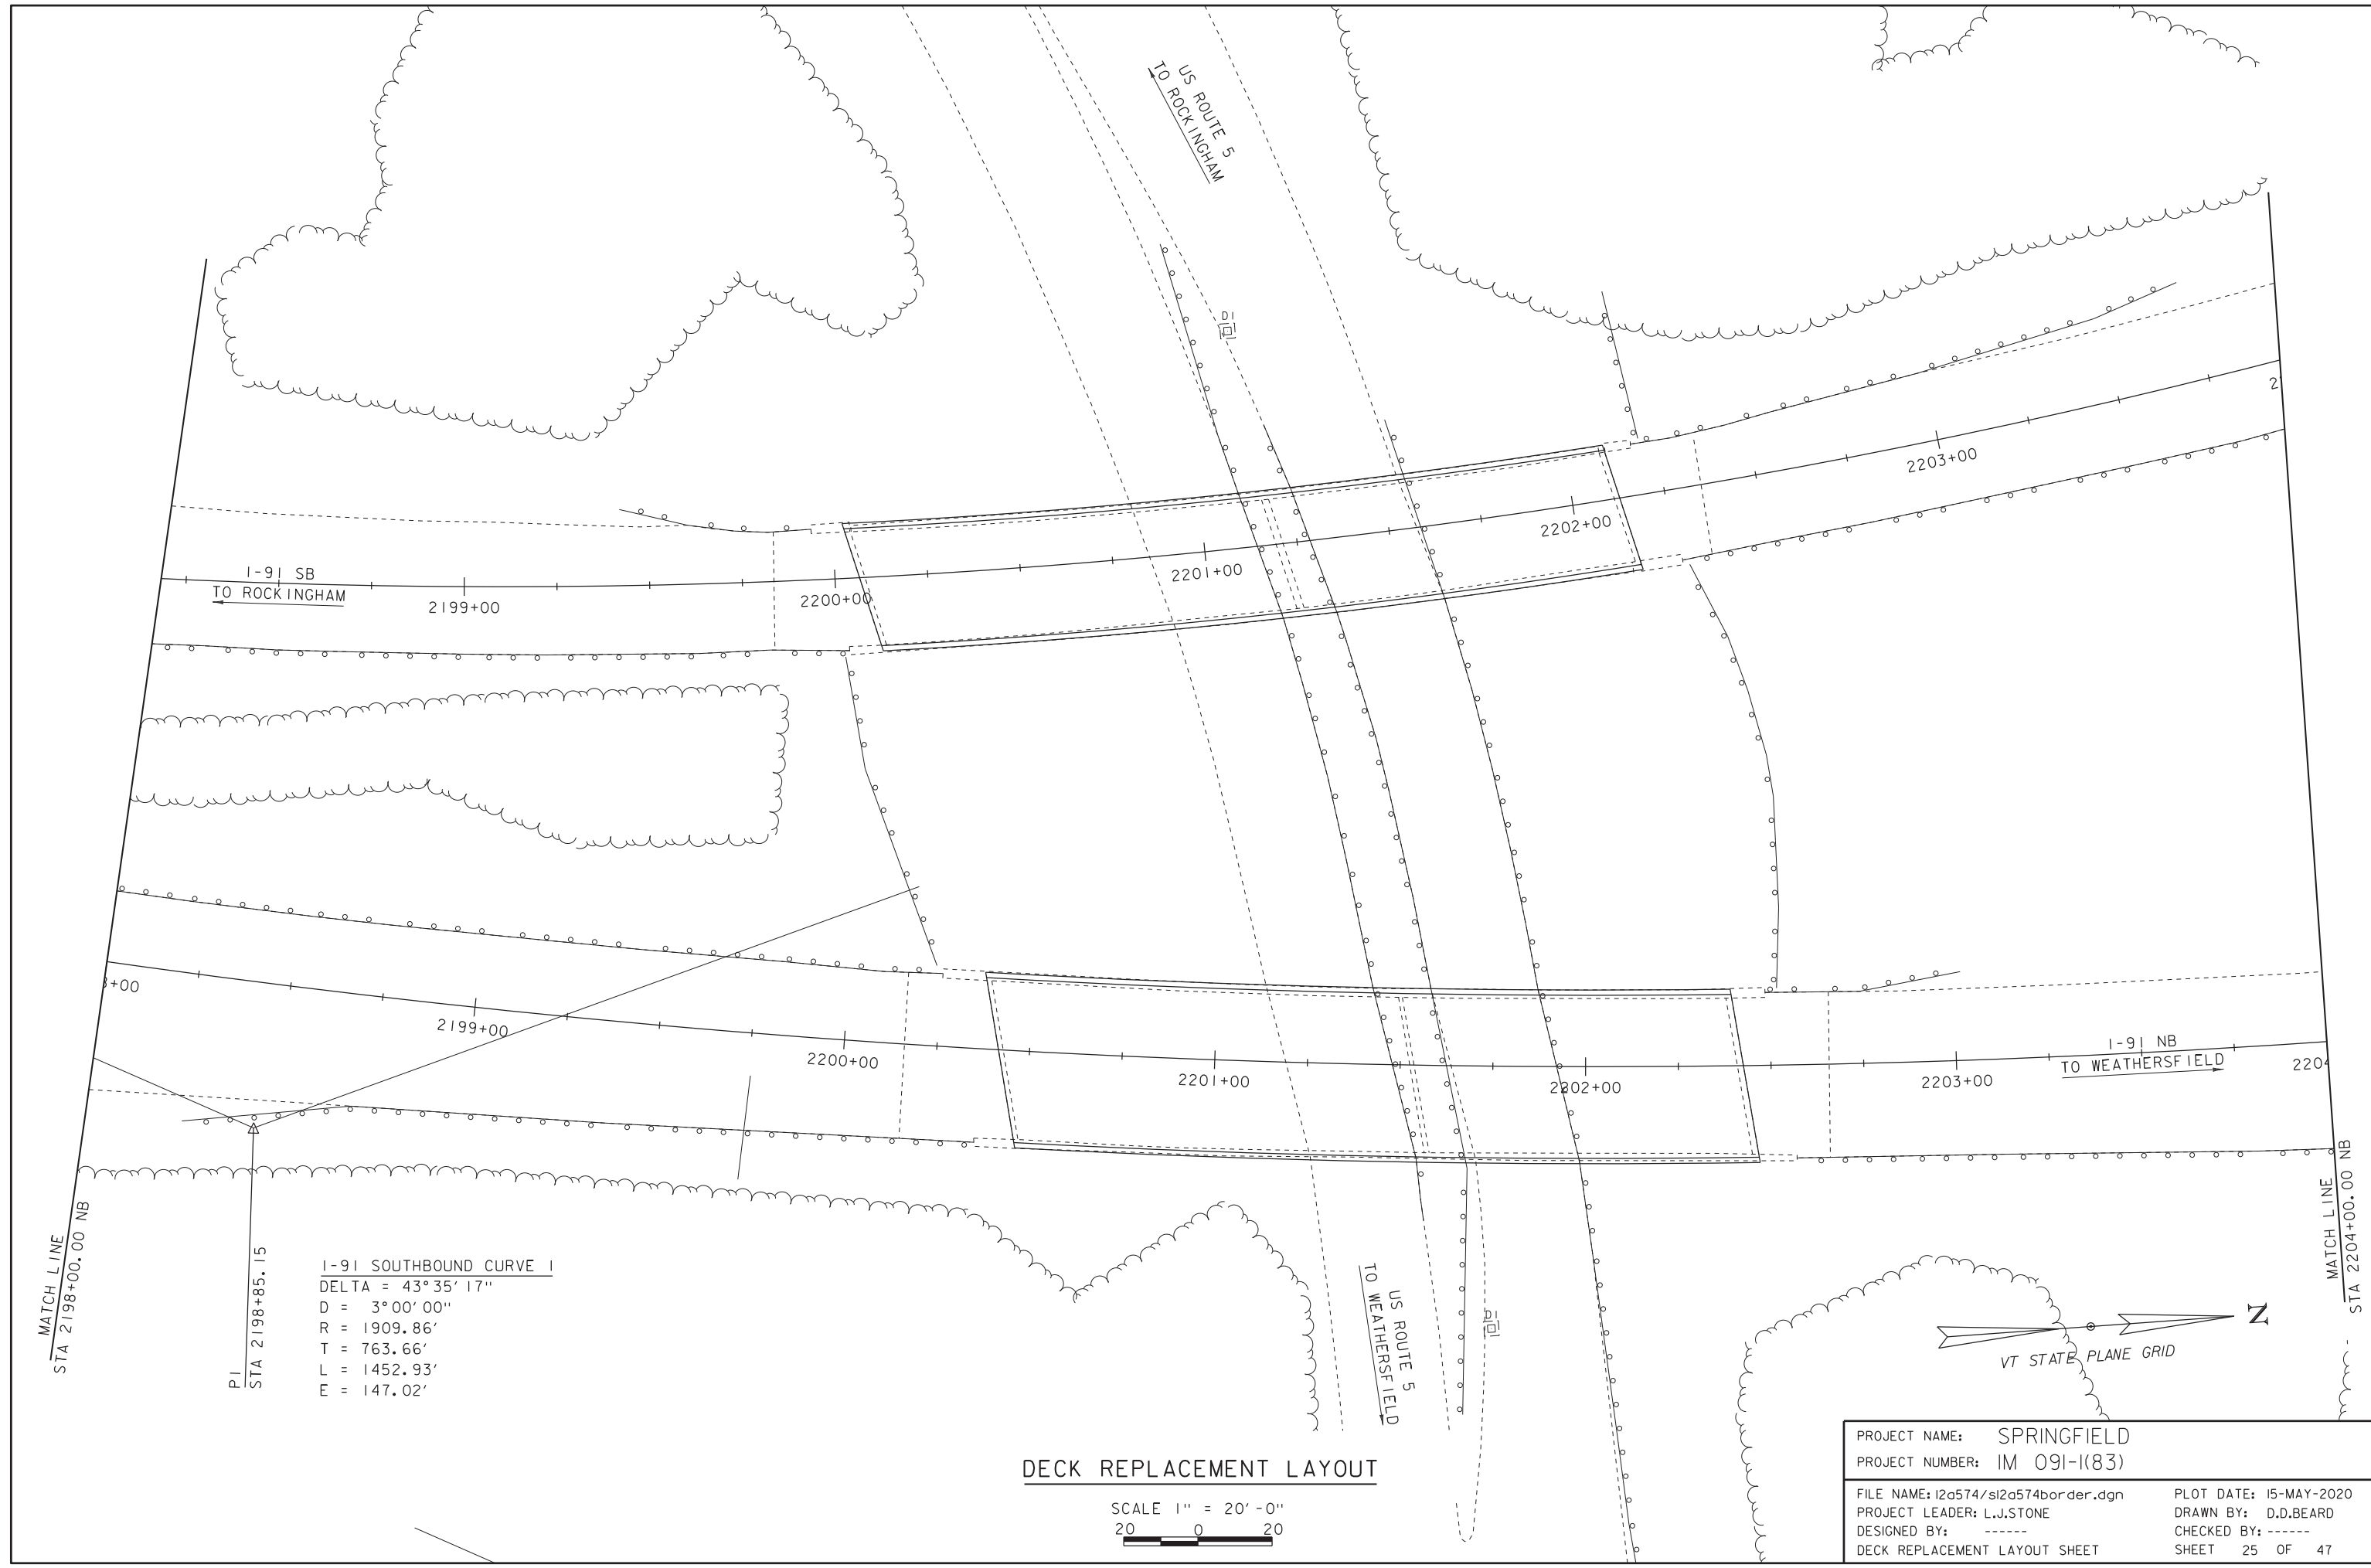 US ROUTE 5
TO ROCKINGHAM
DI
2'
2203+00
2202+00
2201+00
2200+00
2199+00
I-91 SB
TO ROCKINGHAM
3+00
2199+00
2200+00
2201+00
2202+00
2203+00
I-91 NB
TO WEATHERSFIELD
2204
MATCH LINE
STA 2198+00.00 NB
PI
STA 2198+85.15
I-91 SOUTHBOUND CURVE 1
DELTA = 43°35'17"
D = 3°00'00"
R = 1909.86'
T = 763.66'
L = 1452.93'
E = 147.02'
US ROUTE 5
TO WEATHERSFIELD
DI
MATCH LINE
STA 2204+00.00 NB
N
VT STATE PLANE GRID
DECK REPLACEMENT LAYOUT
SCALE 1" = 20'-0"
20 0 20
PROJECT NAME: SPRINGFIELD
PROJECT NUMBER: IM 091-1(83)
FILE NAME: 12a574/s12a574border.dgn PLOT DATE: 15-MAY-2020
PROJECT LEADER: L.J.STONE DRAWN BY: D.D.BEARD
DESIGNED BY: ------ CHECKED BY: ------
DECK REPLACEMENT LAYOUT SHEET SHEET 25 OF 47